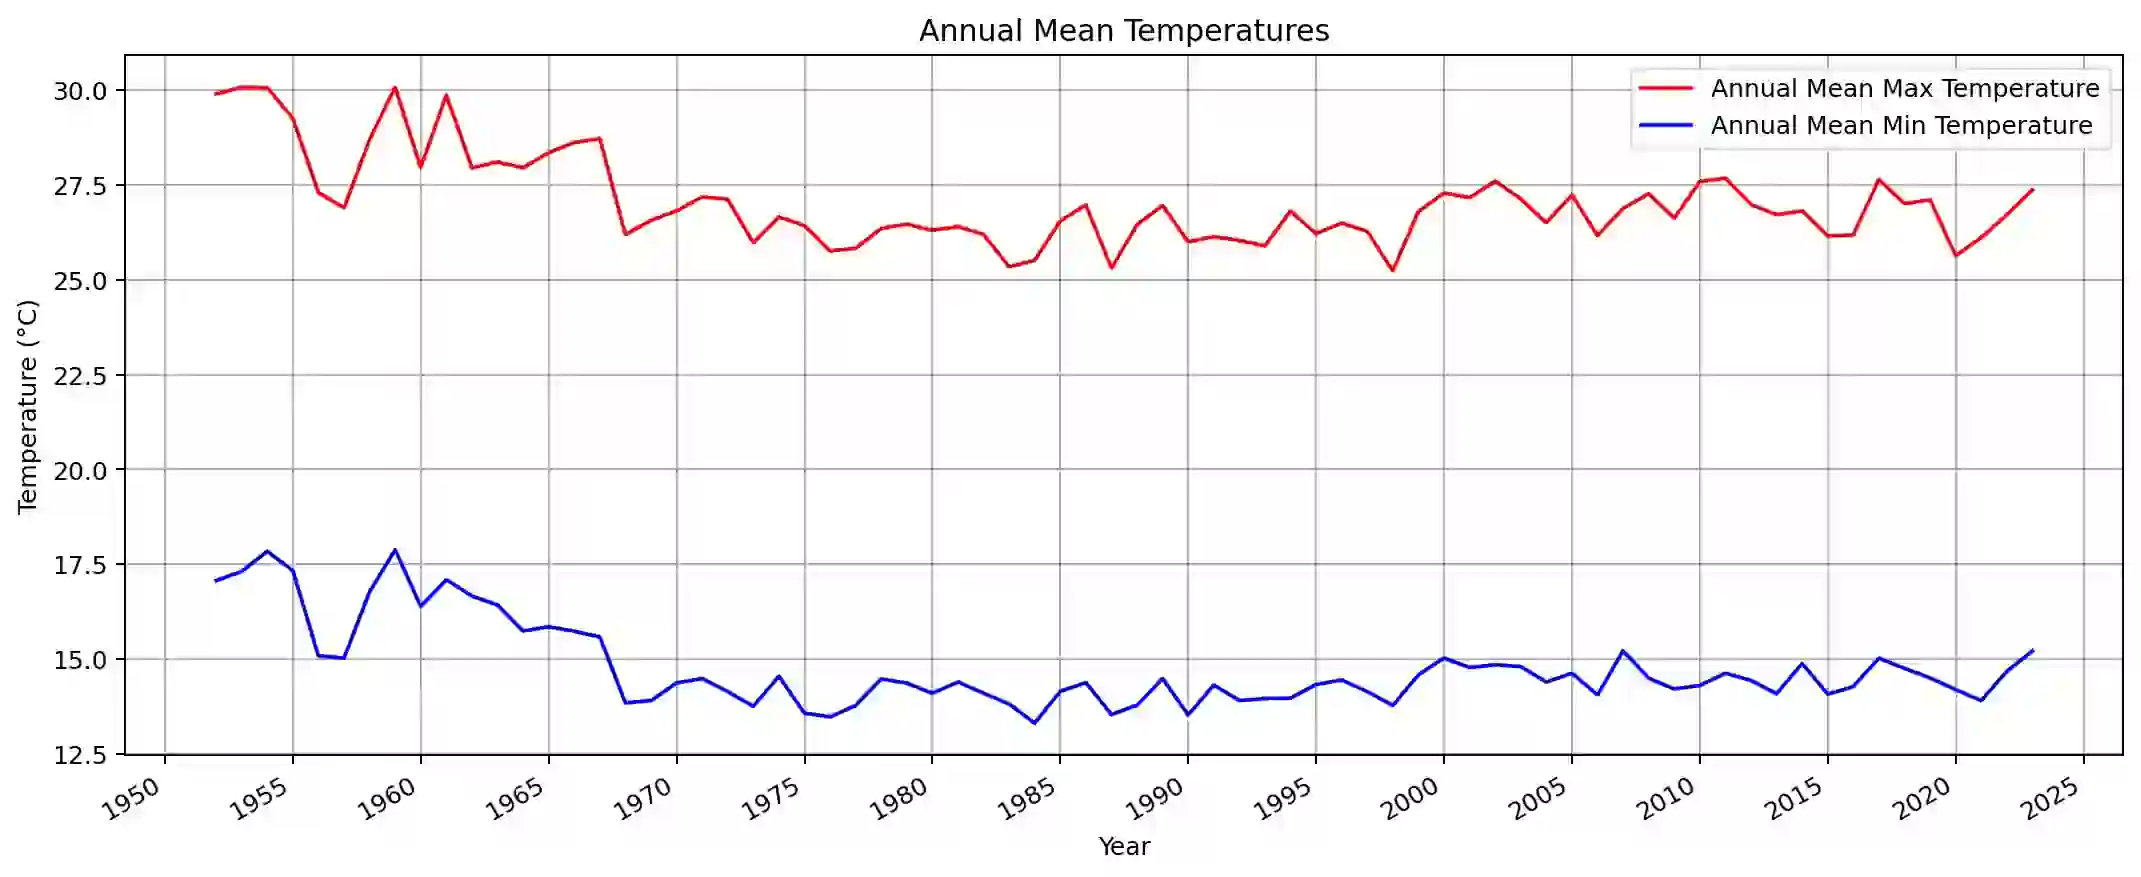 Annual Mean Temperatures
Annual Mean Max Temperature
Annual Mean Min Temperature
Temperature (°C)
30.0
27.5
25.0
22.5
20.0
17.5
15.0
12.5
1950 1955 1960 1965 1970 1975 1980 1985 1990 1995 2000 2005 2010 2015 2020 2025
Year